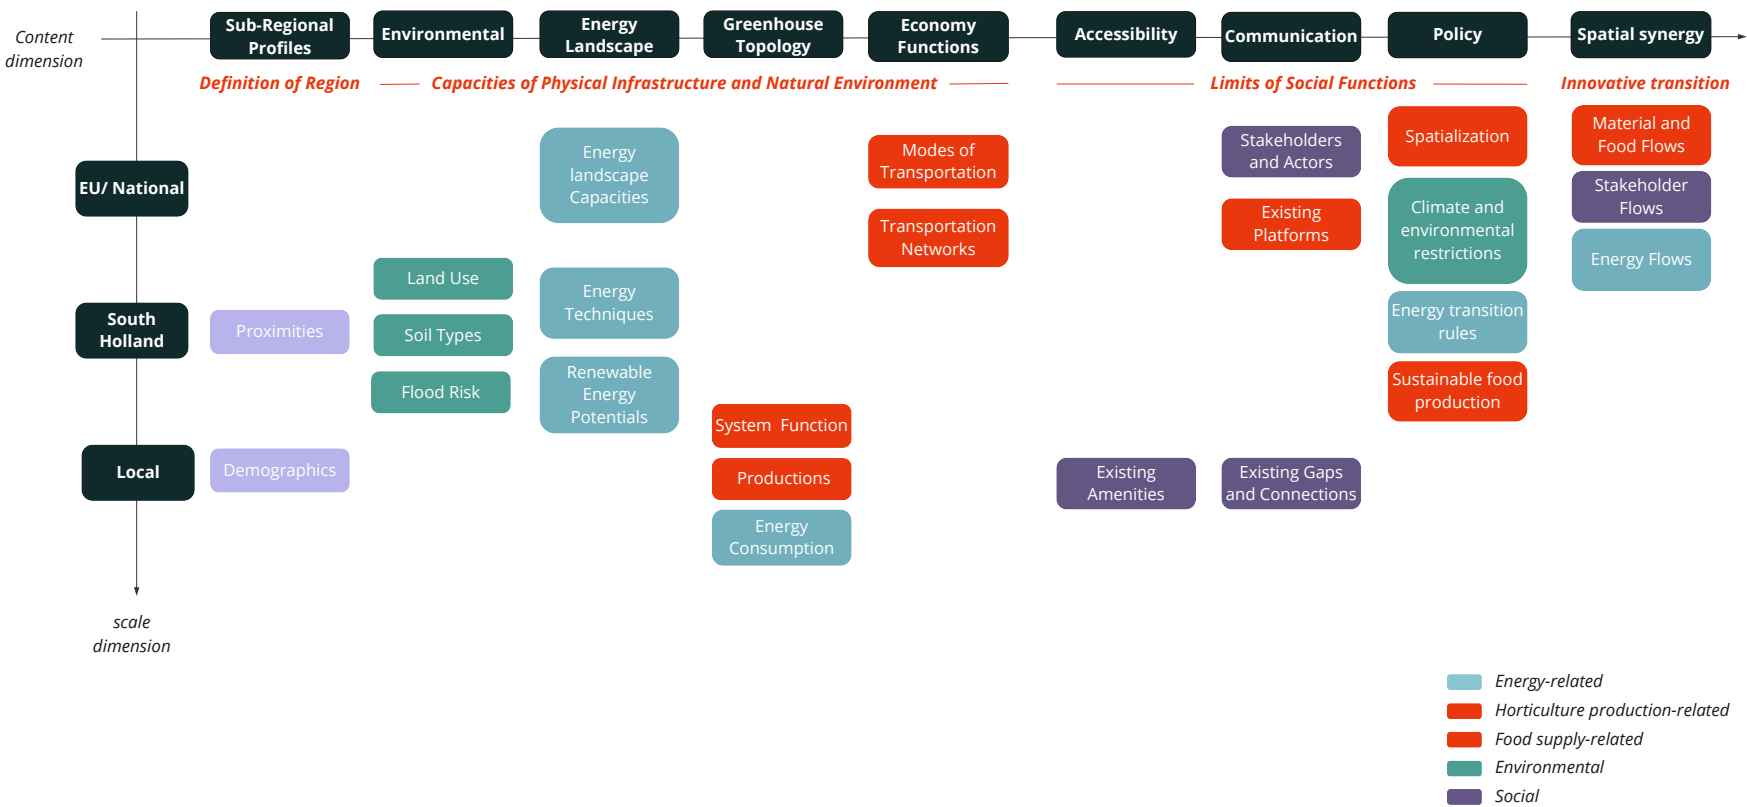 Content
dimension
Sub-Regional
Profiles
Environmental
Energy
Landscape
Greenhouse
Topology
Economy
Functions
Accessibility
Communication
Policy
Spatial synergy
Definition of Region
Capacities of Physical Infrastructure and Natural Environment
Limits of Social Functions
Innovative transition
EU/ National
Energy
landscape
Capacities
Modes of
Transportation
Transportation
Networks
Stakeholders
and Actors
Existing
Platforms
Spatialization
Climate and
environmental
restrictions
Material and
Food Flows
Stakeholder
Flows
Energy Flows
South
Holland
Proximities
Land Use
Soil Types
Flood Risk
Energy
Techniques
Renewable
Energy
Potentials
Energy transition
rules
Sustainable food
production
Local
Demographics
System Function
Productions
Energy
Consumption
Existing
Amenities
Existing Gaps
and Connections
scale
dimension
Energy-related
Horticulture production-related
Food supply-related
Environmental
Social